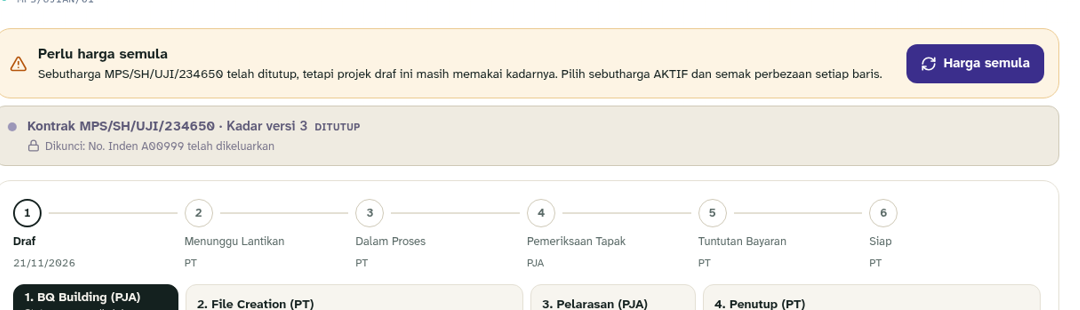 MPS/UJIAN/01
Perlu harga semula
Sebutharga MPS/SH/UJI/234650 telah ditutup, tetapi projek draf ini masih memakai kadarnya. Pilih sebutharga AKTIF dan semak perbezaan setiap baris.
Harga semula
Kontrak MPS/SH/UJI/234650 · Kadar versi 3 DITUTUP
Dikunci: No. Inden A00999 telah dikeluarkan
1 2 3 4 5 6
Draf Menunggu Lantikan Dalam Proses Pemeriksaan Tapak Tuntutan Bayaran Siap
21/11/2026 PT PT PJA PT PT
1. BQ Building (PJA)
2. File Creation (PT)
3. Pelarasan (PJA)
4. Penutup (PT)